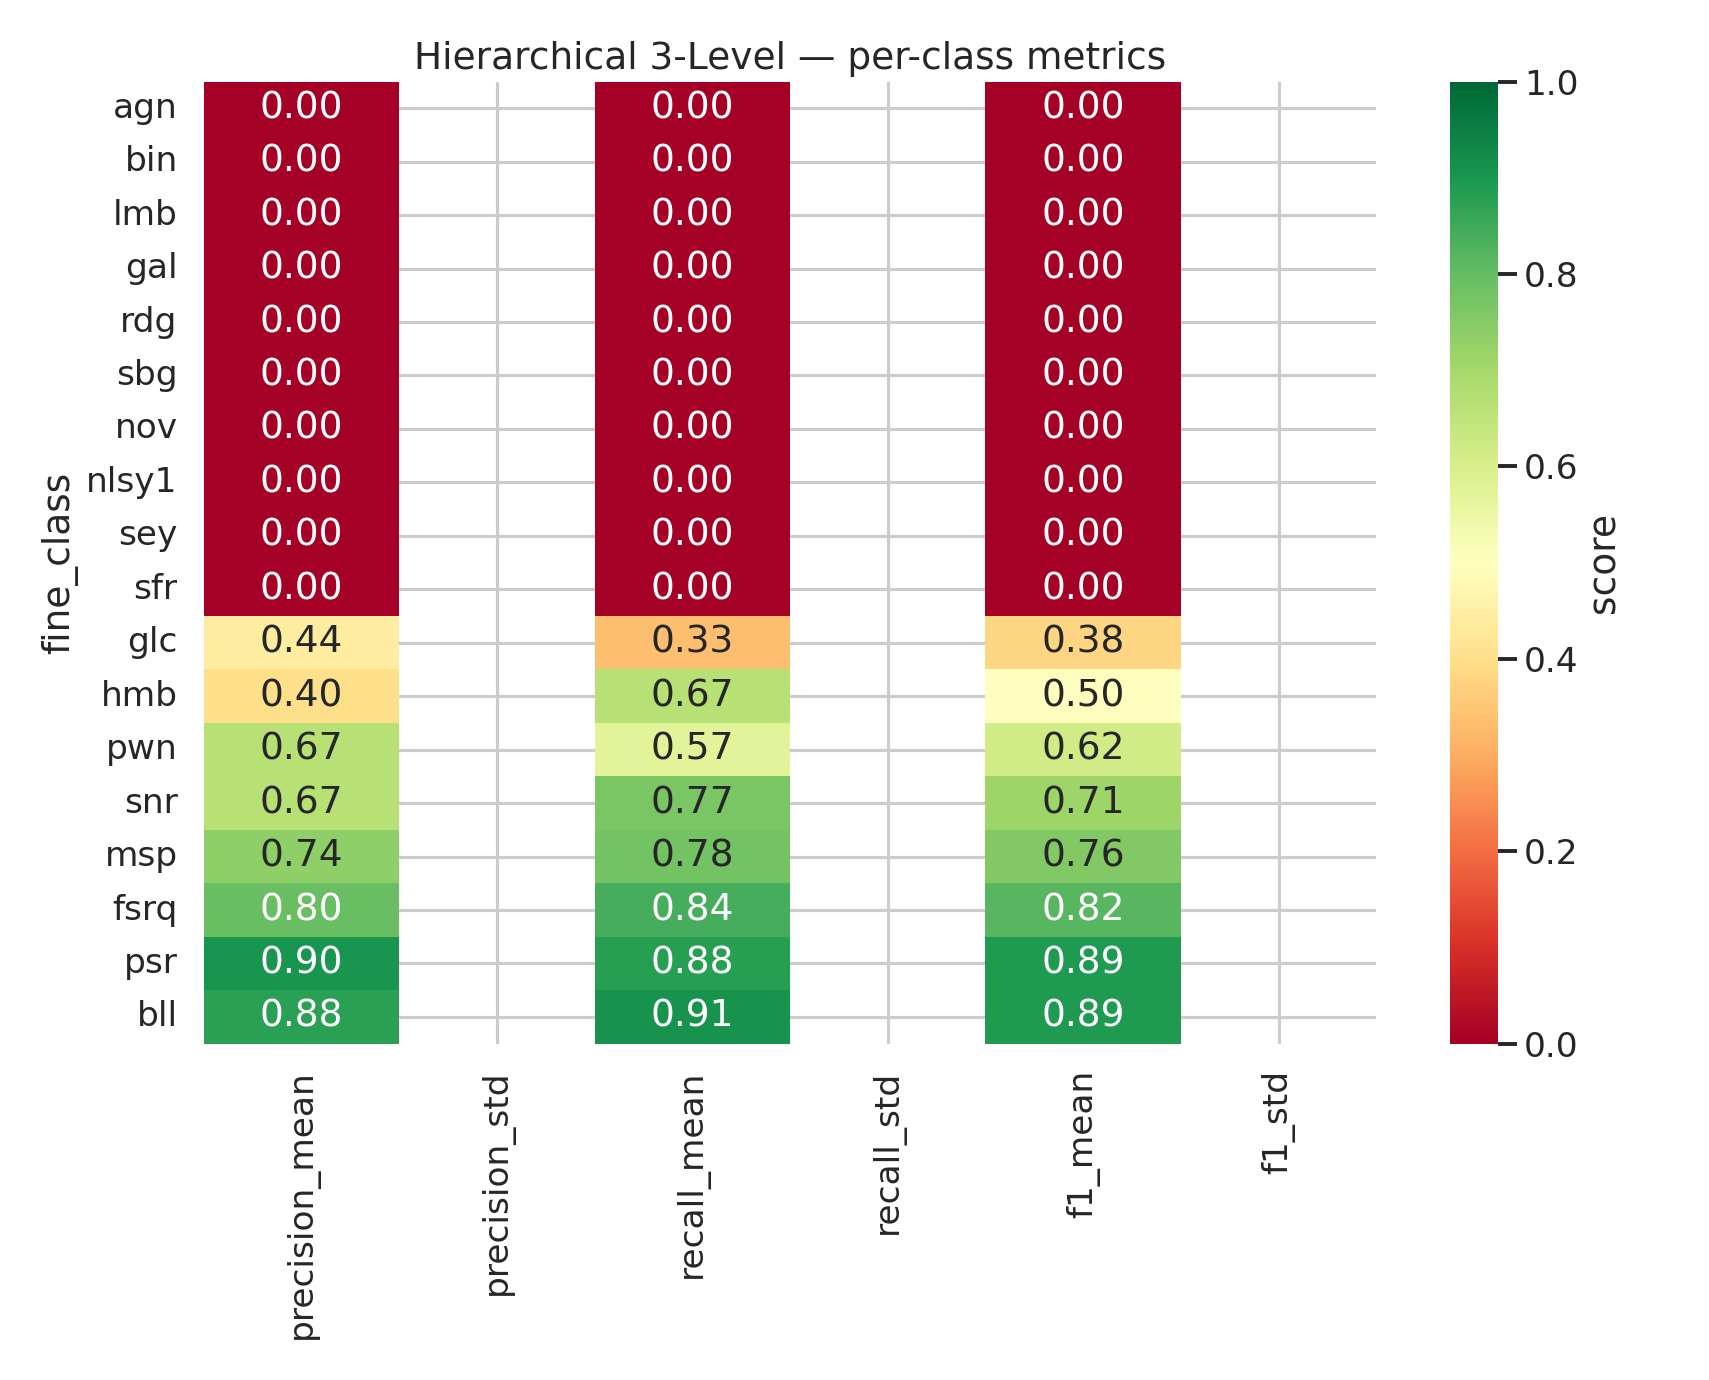 Hierarchical 3-Level — per-class metrics
fine_class
agn 0.00 0.00 0.00
bin 0.00 0.00 0.00
lmb 0.00 0.00 0.00
gal 0.00 0.00 0.00
rdg 0.00 0.00 0.00
sbg 0.00 0.00 0.00
nov 0.00 0.00 0.00
nlsy1 0.00 0.00 0.00
sey 0.00 0.00 0.00
sfr 0.00 0.00 0.00
glc 0.44 0.33 0.38
hmb 0.40 0.67 0.50
pwn 0.67 0.57 0.62
snr 0.67 0.77 0.71
msp 0.74 0.78 0.76
fsrq 0.80 0.84 0.82
psr 0.90 0.88 0.89
bll 0.88 0.91 0.89
precision_mean
precision_std
recall_mean
recall_std
f1_mean
f1_std
1.0
0.8
0.6
0.4
0.2
0.0
score